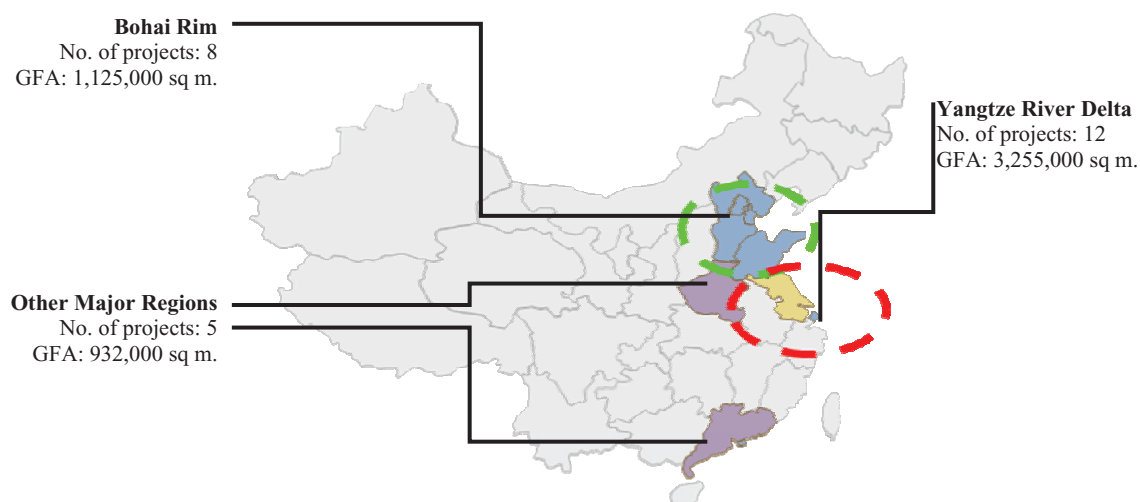 Bohai Rim
No. of projects: 8
GFA: 1,125,000 sq m.
Yangtze River Delta
No. of projects: 12
GFA: 3,255,000 sq m.
Other Major Regions
No. of projects: 5
GFA: 932,000 sq m.